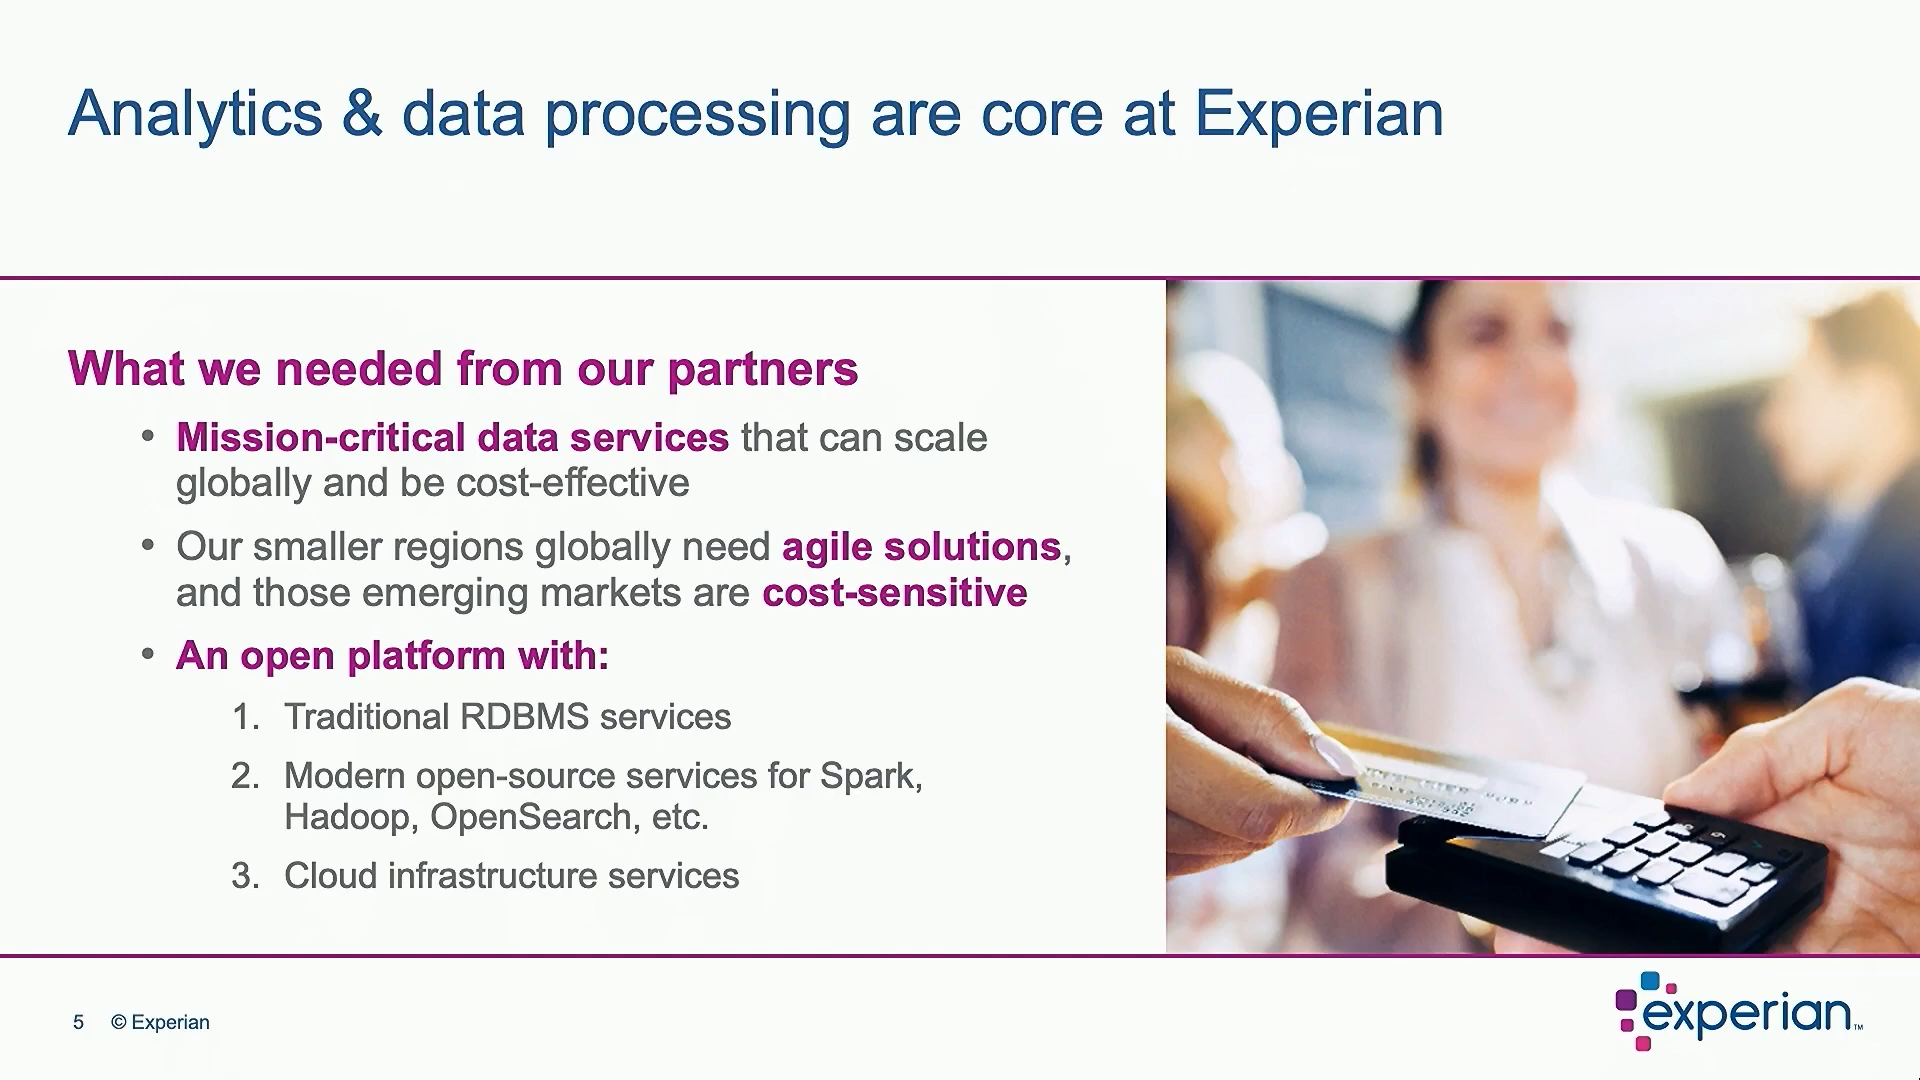 Analytics & data processing are core at Experian
What we needed from our partners
• Mission-critical data services that can scale
globally and be cost-effective
• Our smaller regions globally need agile solutions,
and those emerging markets are cost-sensitive
• An open platform with:
1. Traditional RDBMS services
2. Modern open-source services for Spark,
Hadoop, OpenSearch, etc.
3. Cloud infrastructure services
5 © Experian
experian™